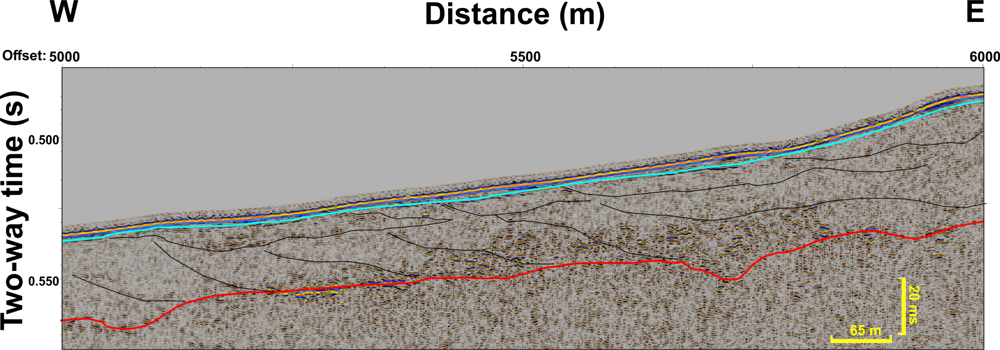 W Distance (m) E
Offset: 5000 5500 6000
Two-way time (s)
0.500
0.550
20 ms
65 m